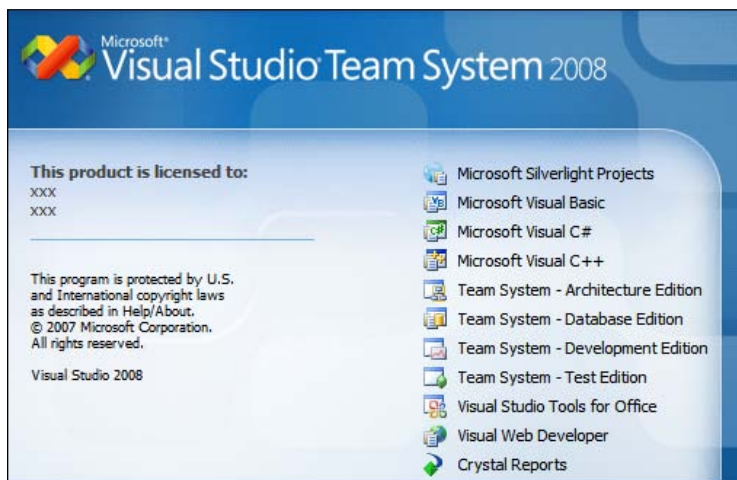 Microsoft®
Visual Studio Team System 2008
This product is licensed to:
xxx
xxx
This program is protected by U.S.
and International copyright laws
as described in Help/About.
© 2007 Microsoft Corporation.
All rights reserved.
Visual Studio 2008
Microsoft Silverlight Projects
Microsoft Visual Basic
Microsoft Visual C#
Microsoft Visual C++
Team System - Architecture Edition
Team System - Database Edition
Team System - Development Edition
Team System - Test Edition
Visual Studio Tools for Office
Visual Web Developer
Crystal Reports